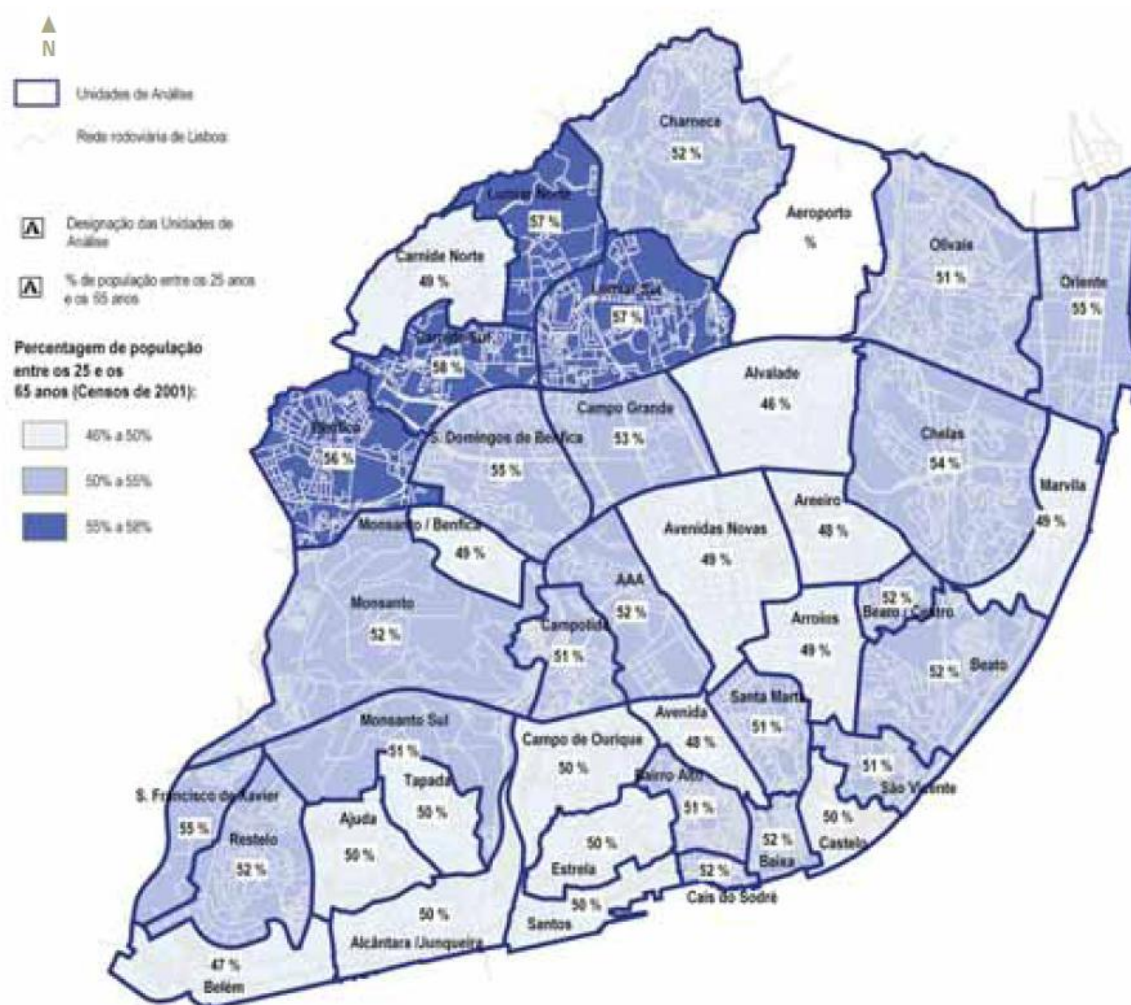 N
Unidades de Análise
Rede rodoviária de Lisboa
A
Designação das Unidades de
Análise
A
% de população entre os 25 anos
e os 65 anos
Percentagem de população
entre os 25 e os
65 anos (Censos de 2001):
46% a 50%
50% a 55%
55% a 58%
Charneca
52 %
Lumiar Norte
57 %
Carnide Norte
49 %
Aeroporto
%
Olivais
51 %
Oriente
55 %
Lumiar Sul
57 %
Carnide Sul
58 %
Alvalade
46 %
Campo Grande
53 %
Benfica
56 %
S. Domingos de Benfica
55 %
Chelas
54 %
Marvila
49 %
Areeiro
48 %
Avenidas Novas
49 %
Monsanto / Benfica
49 %
AAA
52 %
Monsanto
52 %
Campolide
51 %
52 %
Beato / Centro
Arroios
49 %
Beato
52 %
Santa Marta
51 %
Avenida
48 %
Monsanto Sul
51 %
Campo de Ourique
50 %
Tapada
50 %
Bairro Alto
51 %
51 %
São Vicente
S. Francisco de Xavier
55 %
Restelo
52 %
Ajuda
50 %
50 %
Estrela
52 %
Baixa
50 %
Castelo
52 %
Cais do Sodré
50 %
Santos
50 %
Alcântara /Junqueira
47 %
Belém